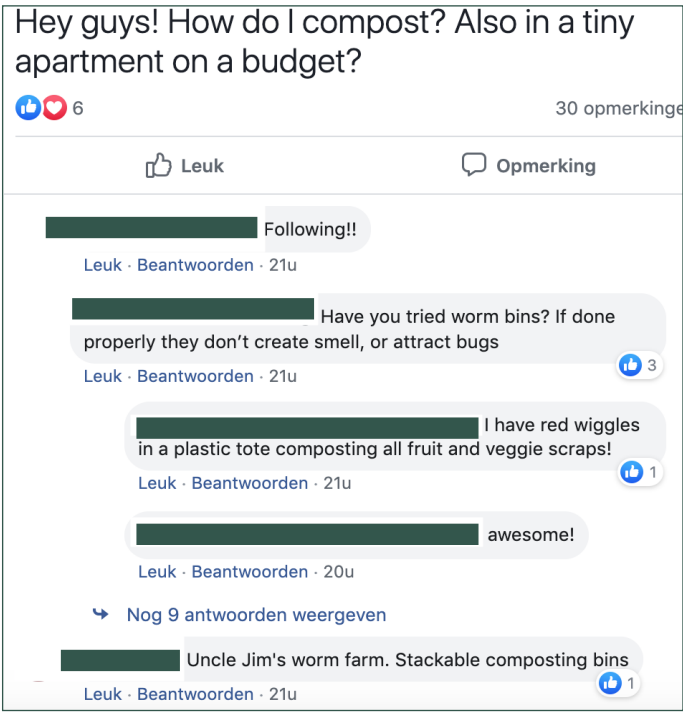 Hey guys! How do I compost? Also in a tiny
apartment on a budget?
6
30 opmerkinge
Leuk
Opmerking
Following!!
Leuk · Beantwoorden · 21u
Have you tried worm bins? If done
properly they don't create smell, or attract bugs
3
Leuk · Beantwoorden · 21u
I have red wiggles
in a plastic tote composting all fruit and veggie scraps!
1
Leuk · Beantwoorden · 21u
awesome!
Leuk · Beantwoorden · 20u
Nog 9 antwoorden weergeven
Uncle Jim's worm farm. Stackable composting bins
1
Leuk · Beantwoorden · 21u